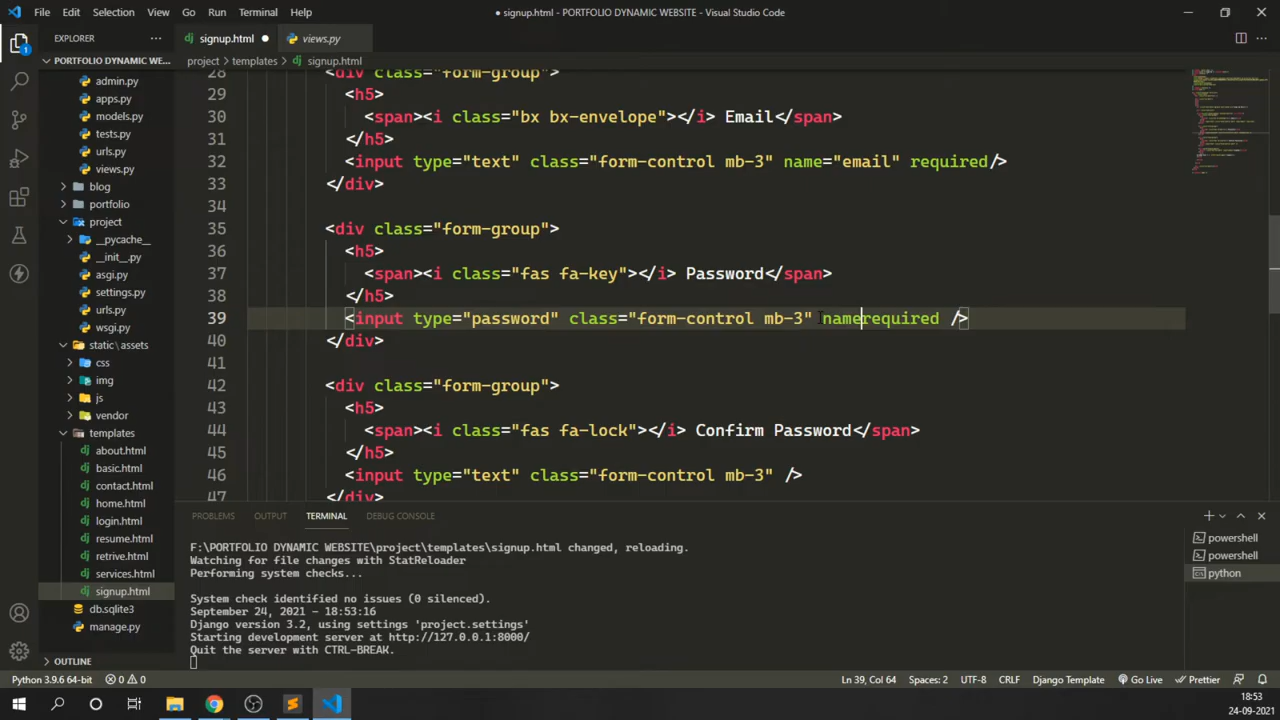 File Edit Selection View Go Run Terminal Help
● signup.html - PORTFOLIO DYNAMIC WEBSITE - Visual Studio Code
EXPLORER
signup.html
views.py
PORTFOLIO DYNAMIC WE...
project > templates > signup.html
admin.py
apps.py
models.py
tests.py
urls.py
views.py
blog
portfolio
project
__pycache__
__init__.py
asgi.py
settings.py
urls.py
wsgi.py
static\assets
css
img
js
vendor
templates
about.html
basic.html
contact.html
home.html
login.html
resume.html
retrive.html
services.html
signup.html
db.sqlite3
manage.py
OUTLINE
28 <div class="form-group">
29 <h5>
30 <span><i class="bx bx-envelope"></i> Email</span>
31 </h5>
32 <input type="text" class="form-control mb-3" name="email" required/>
33 </div>
34
35 <div class="form-group">
36 <h5>
37 <span><i class="fas fa-key"></i> Password</span>
38 </h5>
39 <input type="password" class="form-control mb-3" namerequired />
40 </div>
41
42 <div class="form-group">
43 <h5>
44 <span><i class="fas fa-lock"></i> Confirm Password</span>
45 </h5>
46 <input type="text" class="form-control mb-3" />
47 </div>
PROBLEMS OUTPUT TERMINAL DEBUG CONSOLE
F:\PORTFOLIO DYNAMIC WEBSITE\project\templates\signup.html changed, reloading.
Watching for file changes with StatReloader
Performing system checks...
System check identified no issues (0 silenced).
September 24, 2021 - 18:53:16
Django version 3.2, using settings 'project.settings'
Starting development server at http://127.0.0.1:8000/
Quit the server with CTRL-BREAK.
powershell
powershell
python
Python 3.9.6 64-bit 0 0 Ln 39, Col 64 Spaces: 2 UTF-8 CRLF Django Template Go Live Prettier
18:53
24-09-2021